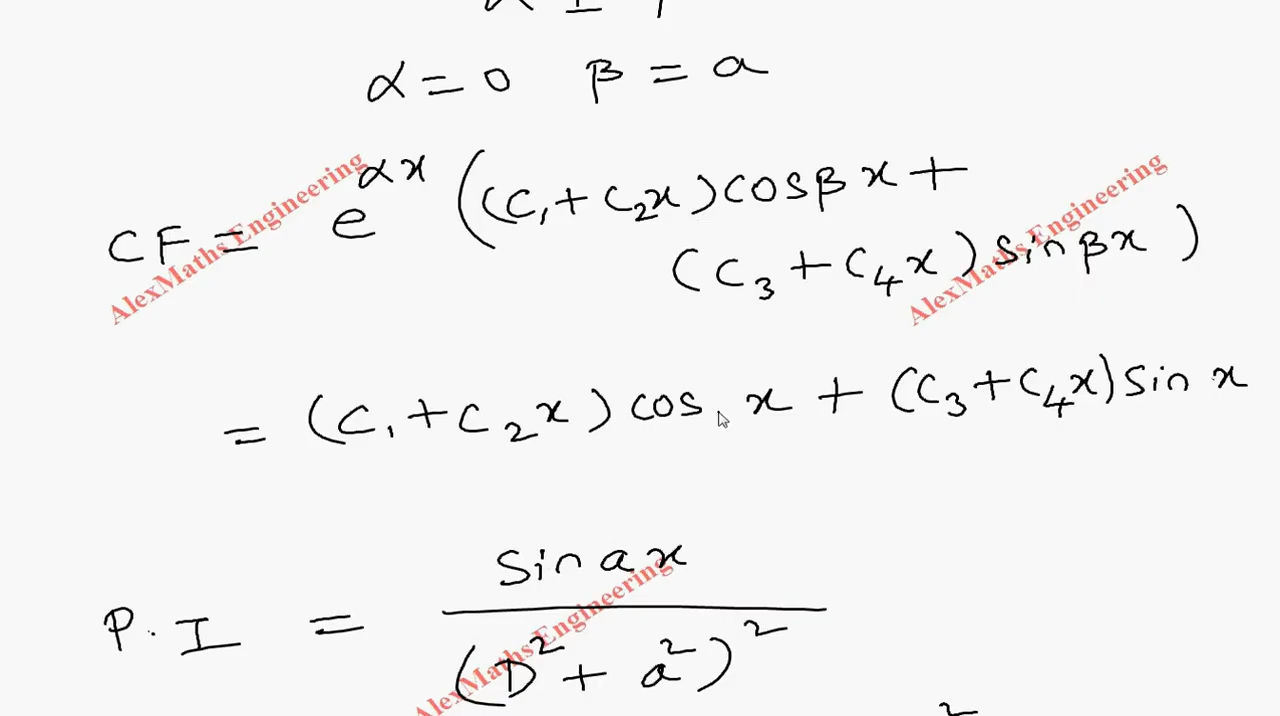 α = 0 β = a
CF = e^{αx} ((C₁ + C₂x) cos βx +
(C₃ + C₄x) sin βx)
= (C₁ + C₂x) cos x + (C₃ + C₄x) sin x
P.I = sin ax / (D² + a²)²
AlexMaths Engineering
AlexMaths Engineering
AlexMaths Engineering